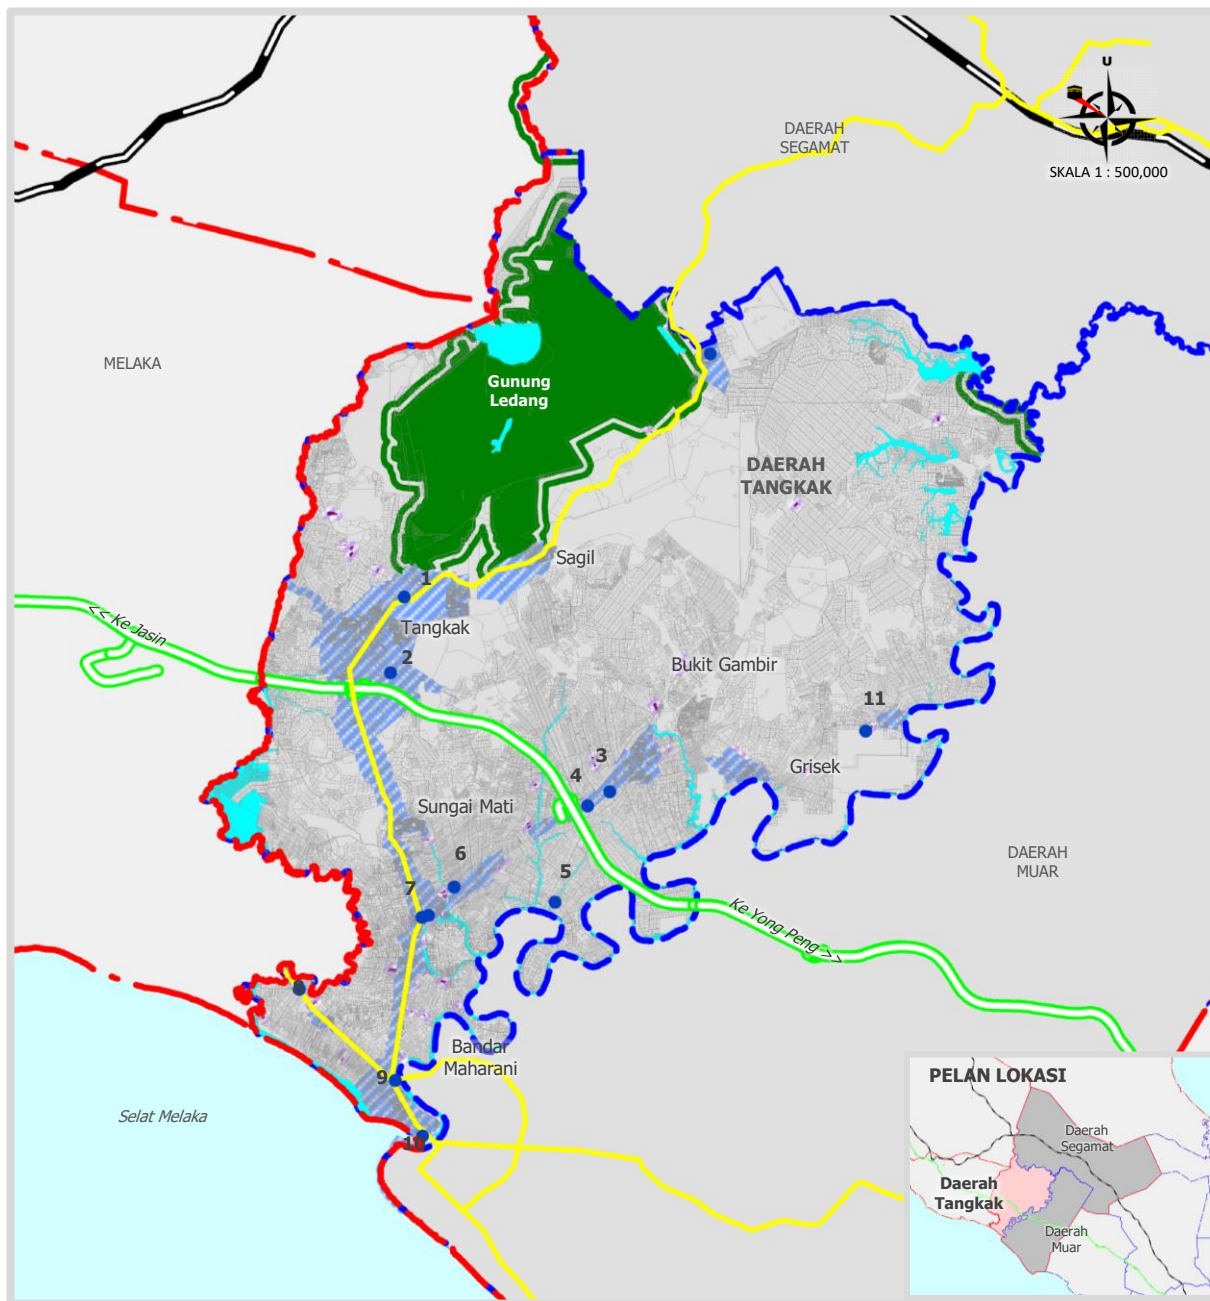 U
DAERAH
SEGAMAT
SKALA 1 : 500,000
MELAKA
Gunung
Ledang
DAERAH
TANGKAK
Sagil
1
<< Ke Jasin
Tangkak
2
Bukit Gambir
11
3
Grisek
4
Sungai Mati
6
5
DAERAH
MUAR
7
Ke Yong Peng >>
Bandar
Maharani
9
10
Selat Melaka
PELAN LOKASI
Daerah
Segamat
Daerah
Tangkak
Daerah
Muar